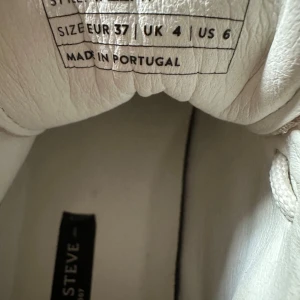 SIZE EUR 37 | UK 4 | US 6
MADE IN PORTUGAL
STEVE